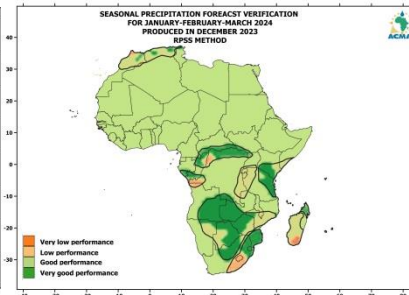 SEASONAL PRECIPITATION FOREACST VERIFICATION
FOR JANUARY-FEBRUARY-MARCH 2024
PRODUCED IN DECEMBER 2023
RPSS METHOD
ACMAD
40
30
20
10
0
-10
-20
-30
Very low performance
Low performance
Good performance
Very good performance